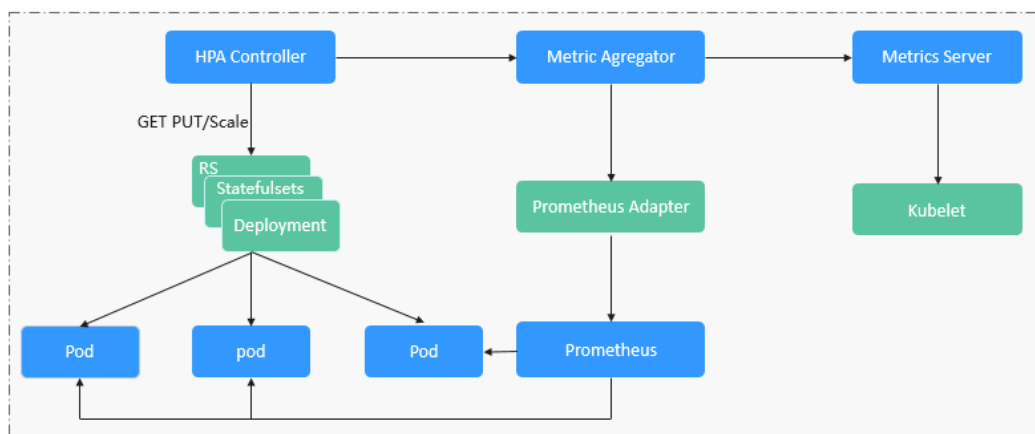 HPA Controller
Metric Agregator
Metrics Server
GET PUT/Scale
RS
Statefulsets
Deployment
Prometheus Adapter
Kubelet
Pod
pod
Pod
Prometheus